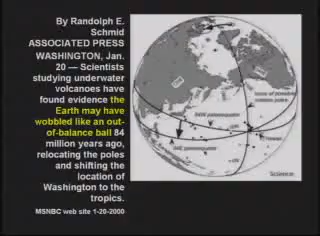 By Randolph E.
Schmid
ASSOCIATED PRESS
WASHINGTON, Jan.
20 — Scientists
studying underwater
volcanoes have
found evidence the
Earth may have
wobbled like an out-
of-balance ball 84
million years ago,
relocating the poles
and shifting the
location of
Washington to the
tropics.
MSNBC web site 1-20-2000
Science